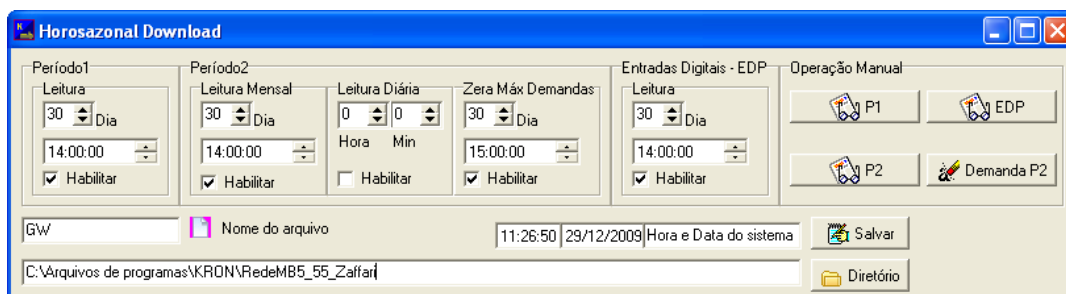 Horosazonal Download
Período1 Período2 Entradas Digitais - EDP Operação Manual
Leitura Leitura Mensal Leitura Diária Zera Máx Demandas Leitura
30 Dia 30 Dia 0 0 30 Dia 30 Dia P1 EDP
Hora Min
14:00:00 14:00:00 15:00:00 14:00:00
Habilitar Habilitar Habilitar Habilitar Habilitar P2 Demanda P2
GW Nome do arquivo 11:26:50 29/12/2009 Hora e Data do sistema Salvar
C:\Arquivos de programas\KRON\RedeMB5_55_Zaffari Diretório